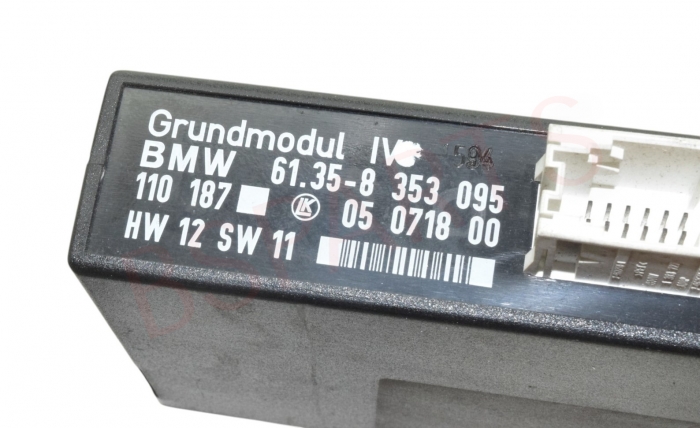 Grundmodul IV*
BMW 61.35-8 353 095
110 187 LK 05 0718 00
HW 12 SW 11